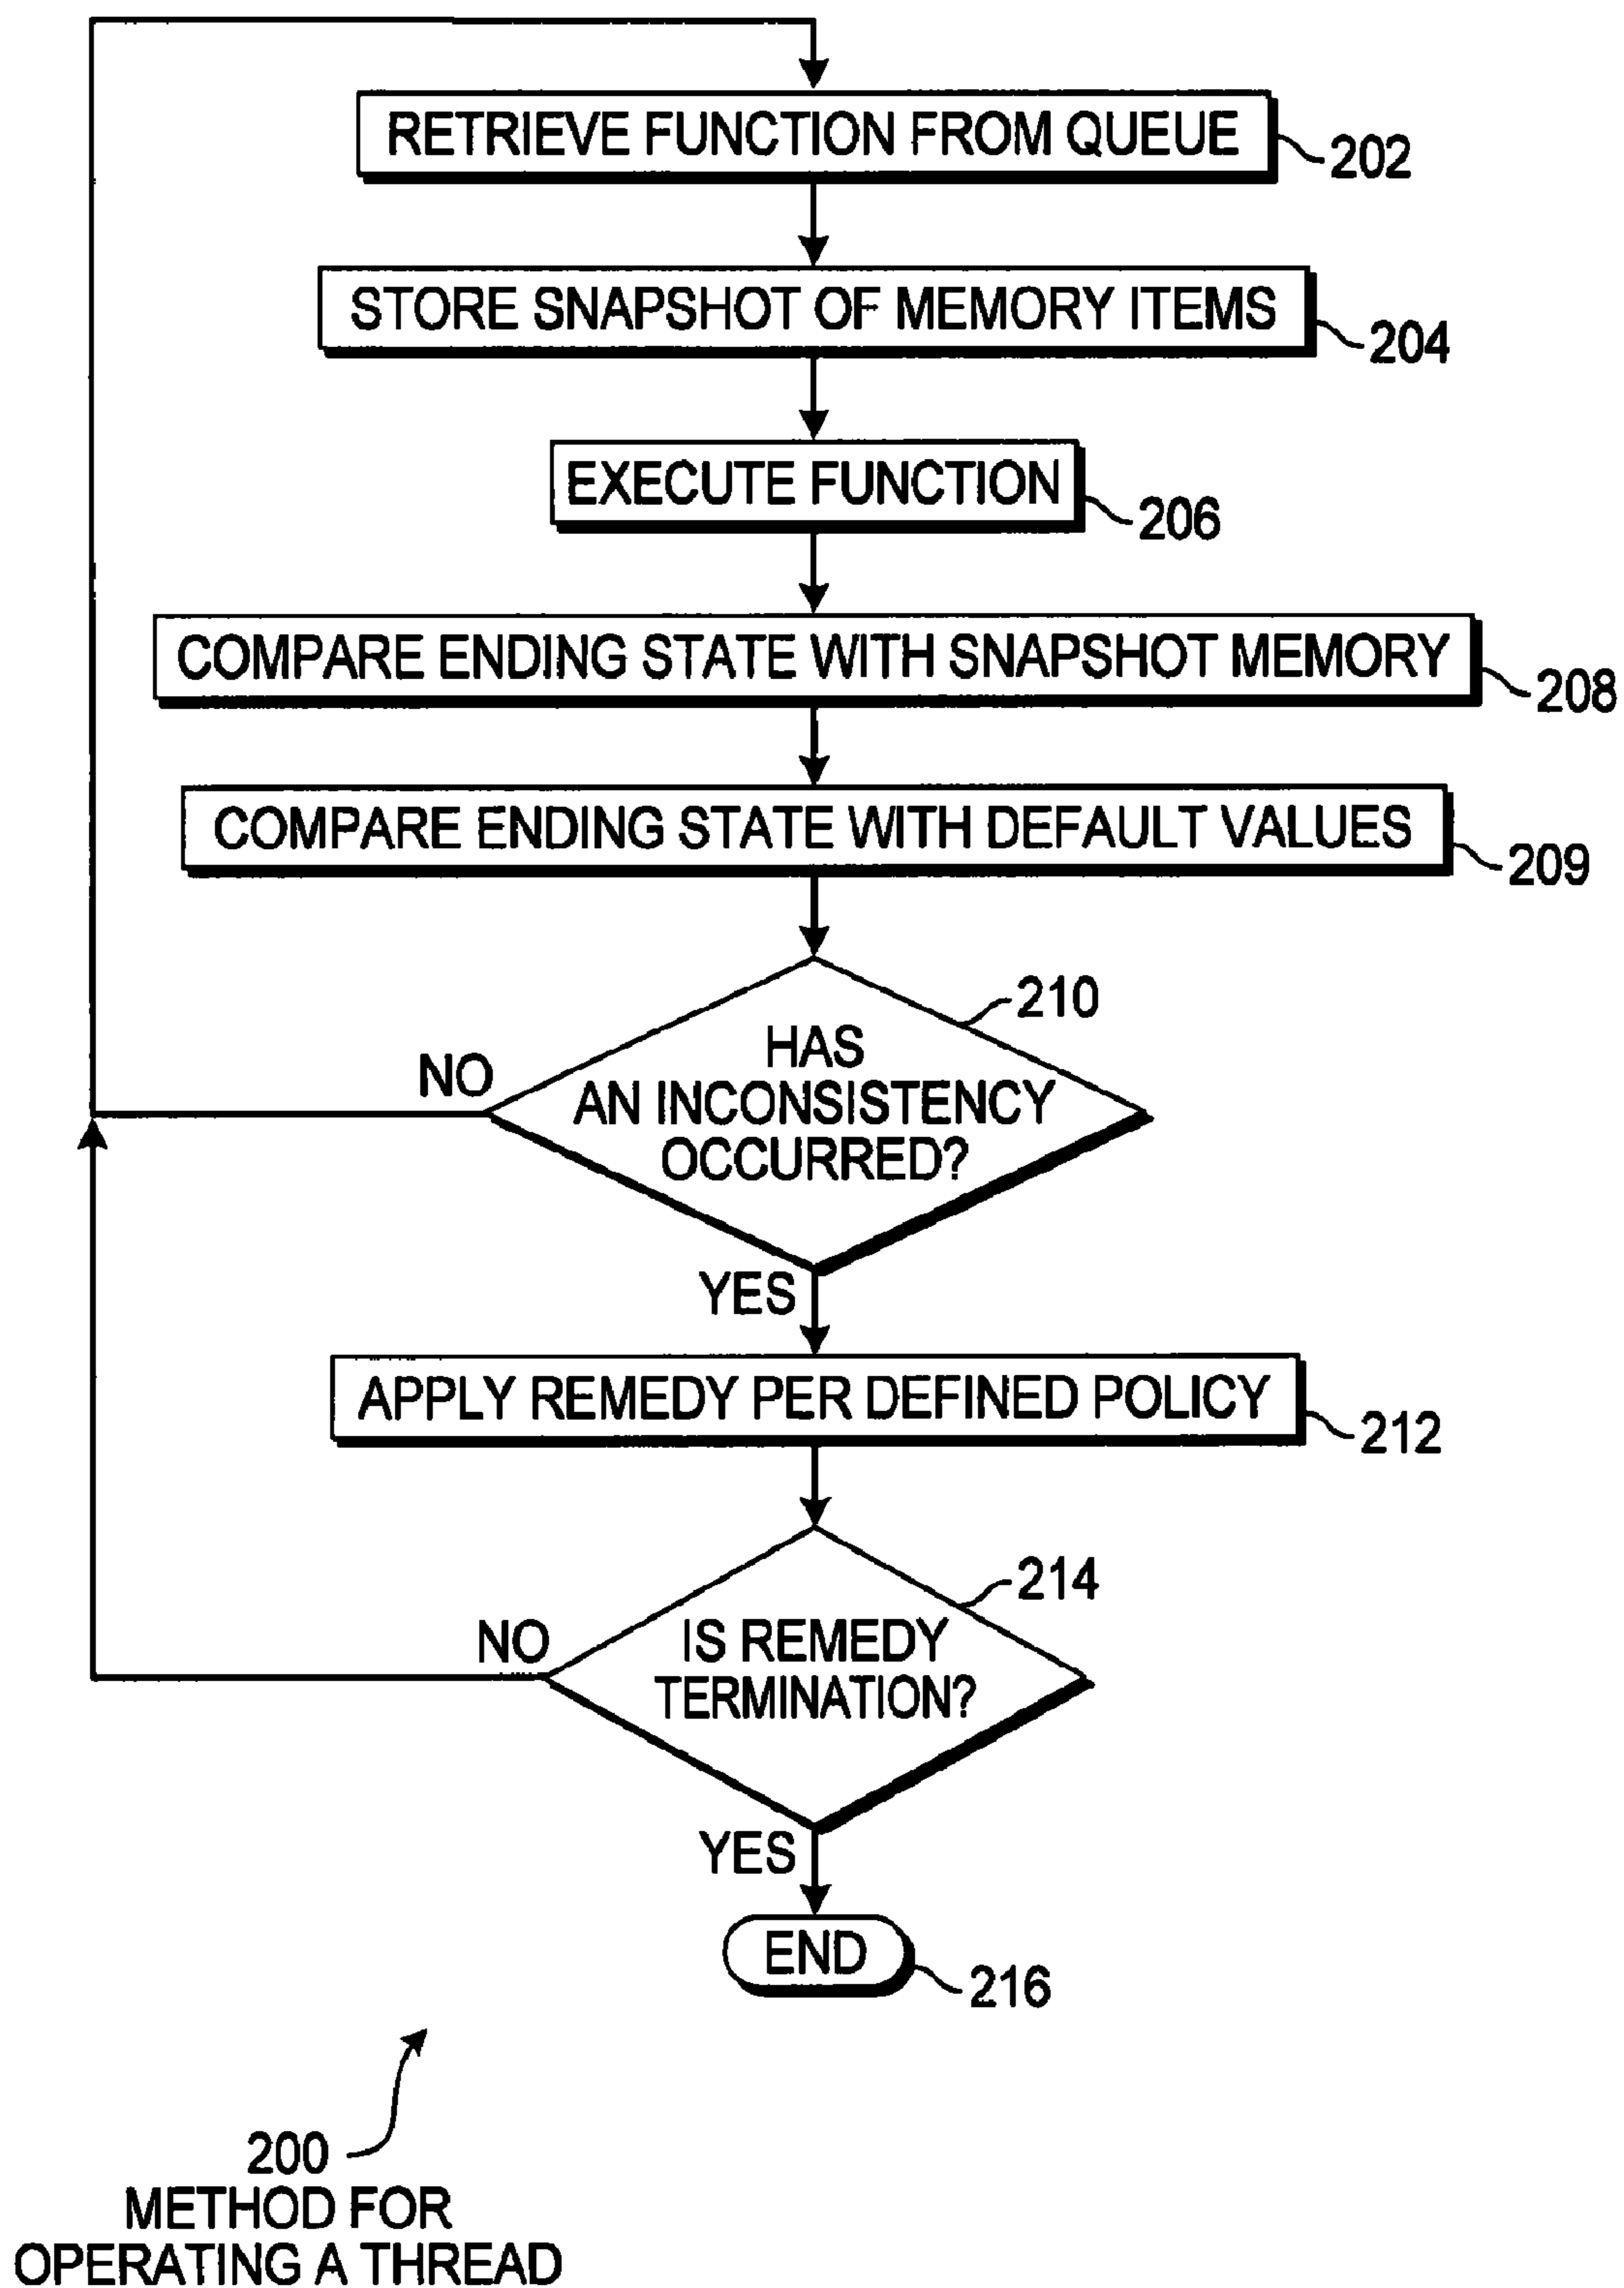 RETRIEVE FUNCTION FROM QUEUE
202
STORE SNAPSHOT OF MEMORY ITEMS
204
EXECUTE FUNCTION
206
COMPARE ENDING STATE WITH SNAPSHOT MEMORY
208
COMPARE ENDING STATE WITH DEFAULT VALUES
209
210
HAS
AN INCONSISTENCY
OCCURRED?
NO
YES
APPLY REMEDY PER DEFINED POLICY
212
214
IS REMEDY
TERMINATION?
NO
YES
END
216
200
METHOD FOR
OPERATING A THREAD